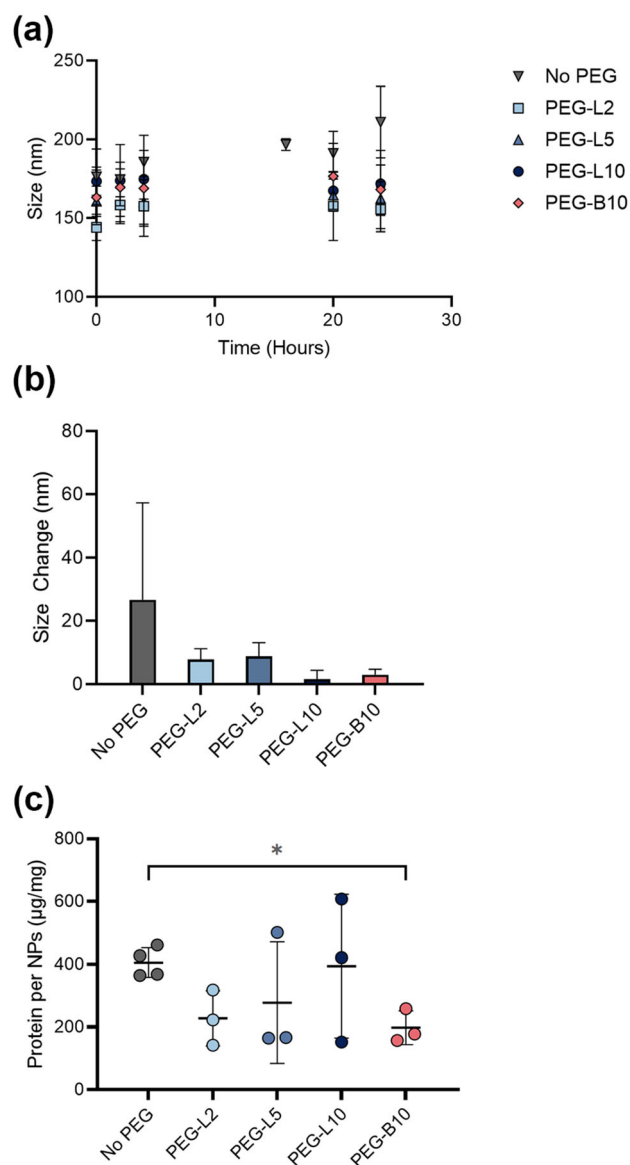 (a)
250
200
150
100
Size (nm)
0
10
20
30
Time (Hours)
No PEG
PEG-L2
PEG-L5
PEG-L10
PEG-B10
(b)
80
60
40
20
0
Size Change (nm)
No PEG
PEG-L2
PEG-L5
PEG-L10
PEG-B10
(c)
800
600
400
200
0
Protein per NPs (μg/mg)
*
No PEG
PEG-L2
PEG-L5
PEG-L10
PEG-B10